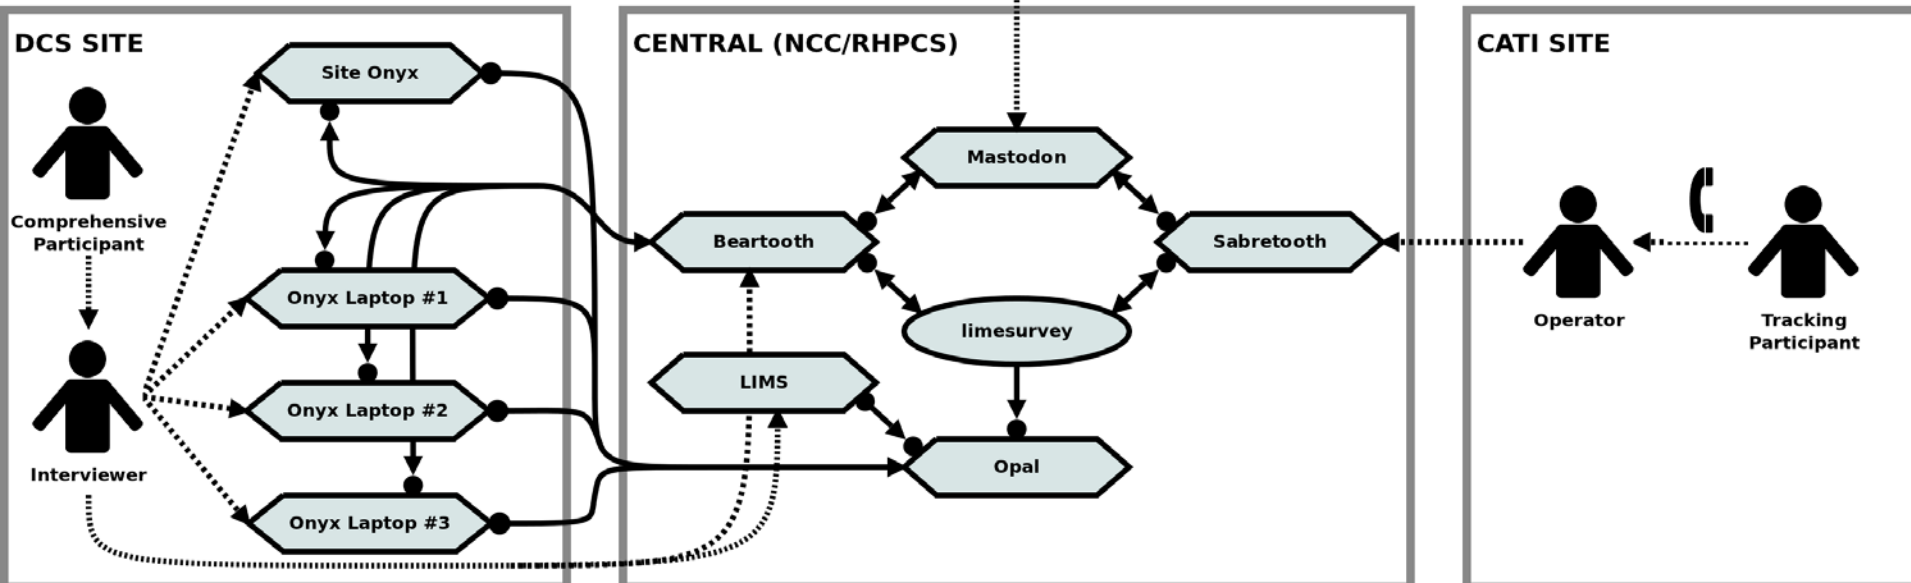 DCS SITE
Site Onyx
Comprehensive
Participant
Onyx Laptop #1
Onyx Laptop #2
Interviewer
Onyx Laptop #3
CENTRAL (NCC/RHPCS)
Mastodon
Beartooth
Sabretooth
limesurvey
LIMS
Opal
CATI SITE
Operator
Tracking
Participant